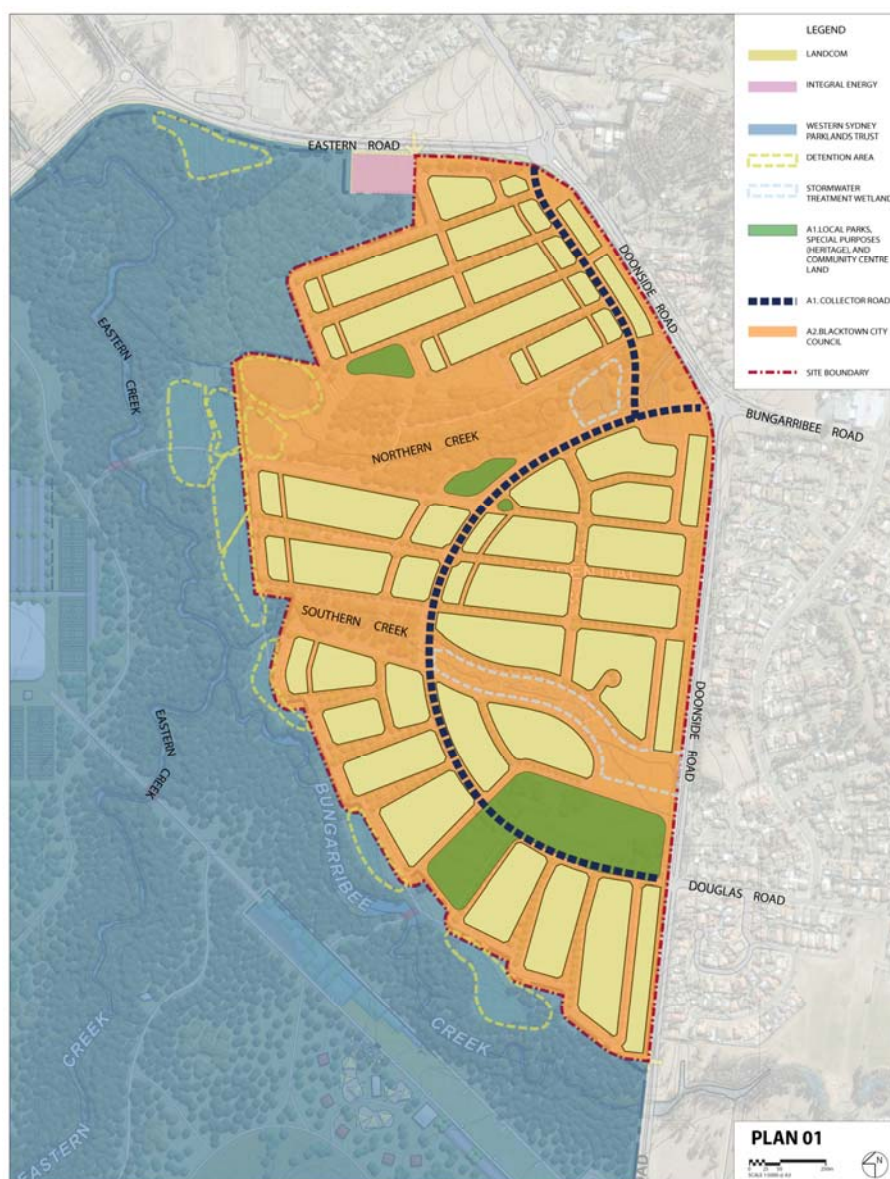 LEGEND
LANDCOM
INTEGRAL ENERGY
WESTERN SYDNEY
PARKLANDS TRUST
DETENTION AREA
STORMWATER
TREATMENT WETLAND
A1.LOCAL PARKS,
SPECIAL PURPOSES
(HERITAGE), AND
COMMUNITY CENTRE
LAND
A1. COLLECTOR ROAD
A2.BLACKTOWN CITY
COUNCIL
SITE BOUNDARY
EASTERN ROAD
DOONSIDE ROAD
EASTERN CREEK
BUNGARRIBEE ROAD
NORTHERN CREEK
SOUTHERN CREEK
DOONSIDE ROAD
EASTERN CREEK
BUNGARRIBEE
CREEK
DOUGLAS ROAD
EASTERN CREEK
PLAN 01
N